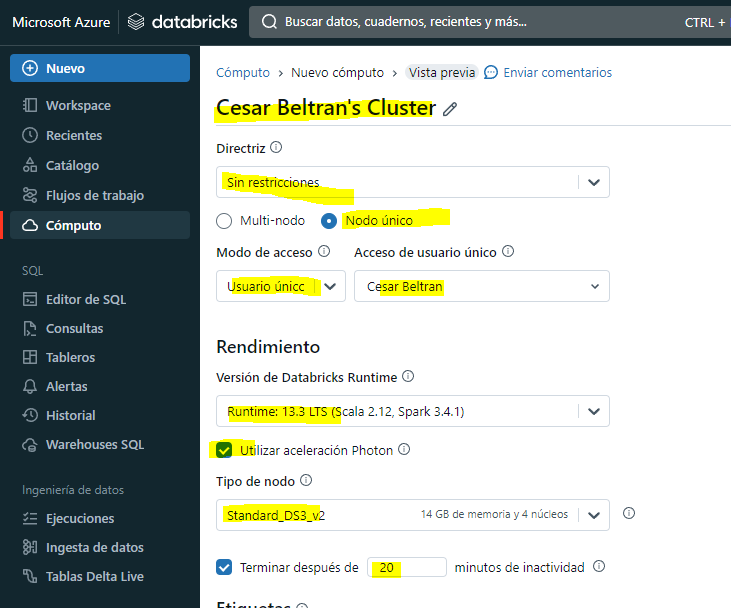 Microsoft Azure databricks Buscar datos, cuadernos, recientes y más... CTRL +
Nuevo
Workspace
Recientes
Catálogo
Flujos de trabajo
Cómputo
SQL
Editor de SQL
Consultas
Tableros
Alertas
Historial
Warehouses SQL
Ingeniería de datos
Ejecuciones
Ingesta de datos
Tablas Delta Live
Cómputo > Nuevo cómputo > Vista previa Enviar comentarios
Cesar Beltran's Cluster
Directriz
Sin restricciones
Multi-nodo Nodo único
Modo de acceso Acceso de usuario único
Usuario único Cesar Beltran
Rendimiento
Versión de Databricks Runtime
Runtime: 13.3 LTS (Scala 2.12, Spark 3.4.1)
Utilizar aceleración Photon
Tipo de nodo
Standard_DS3_v2 14 GB de memoria y 4 núcleos
Terminar después de 20 minutos de inactividad
Etiquetas